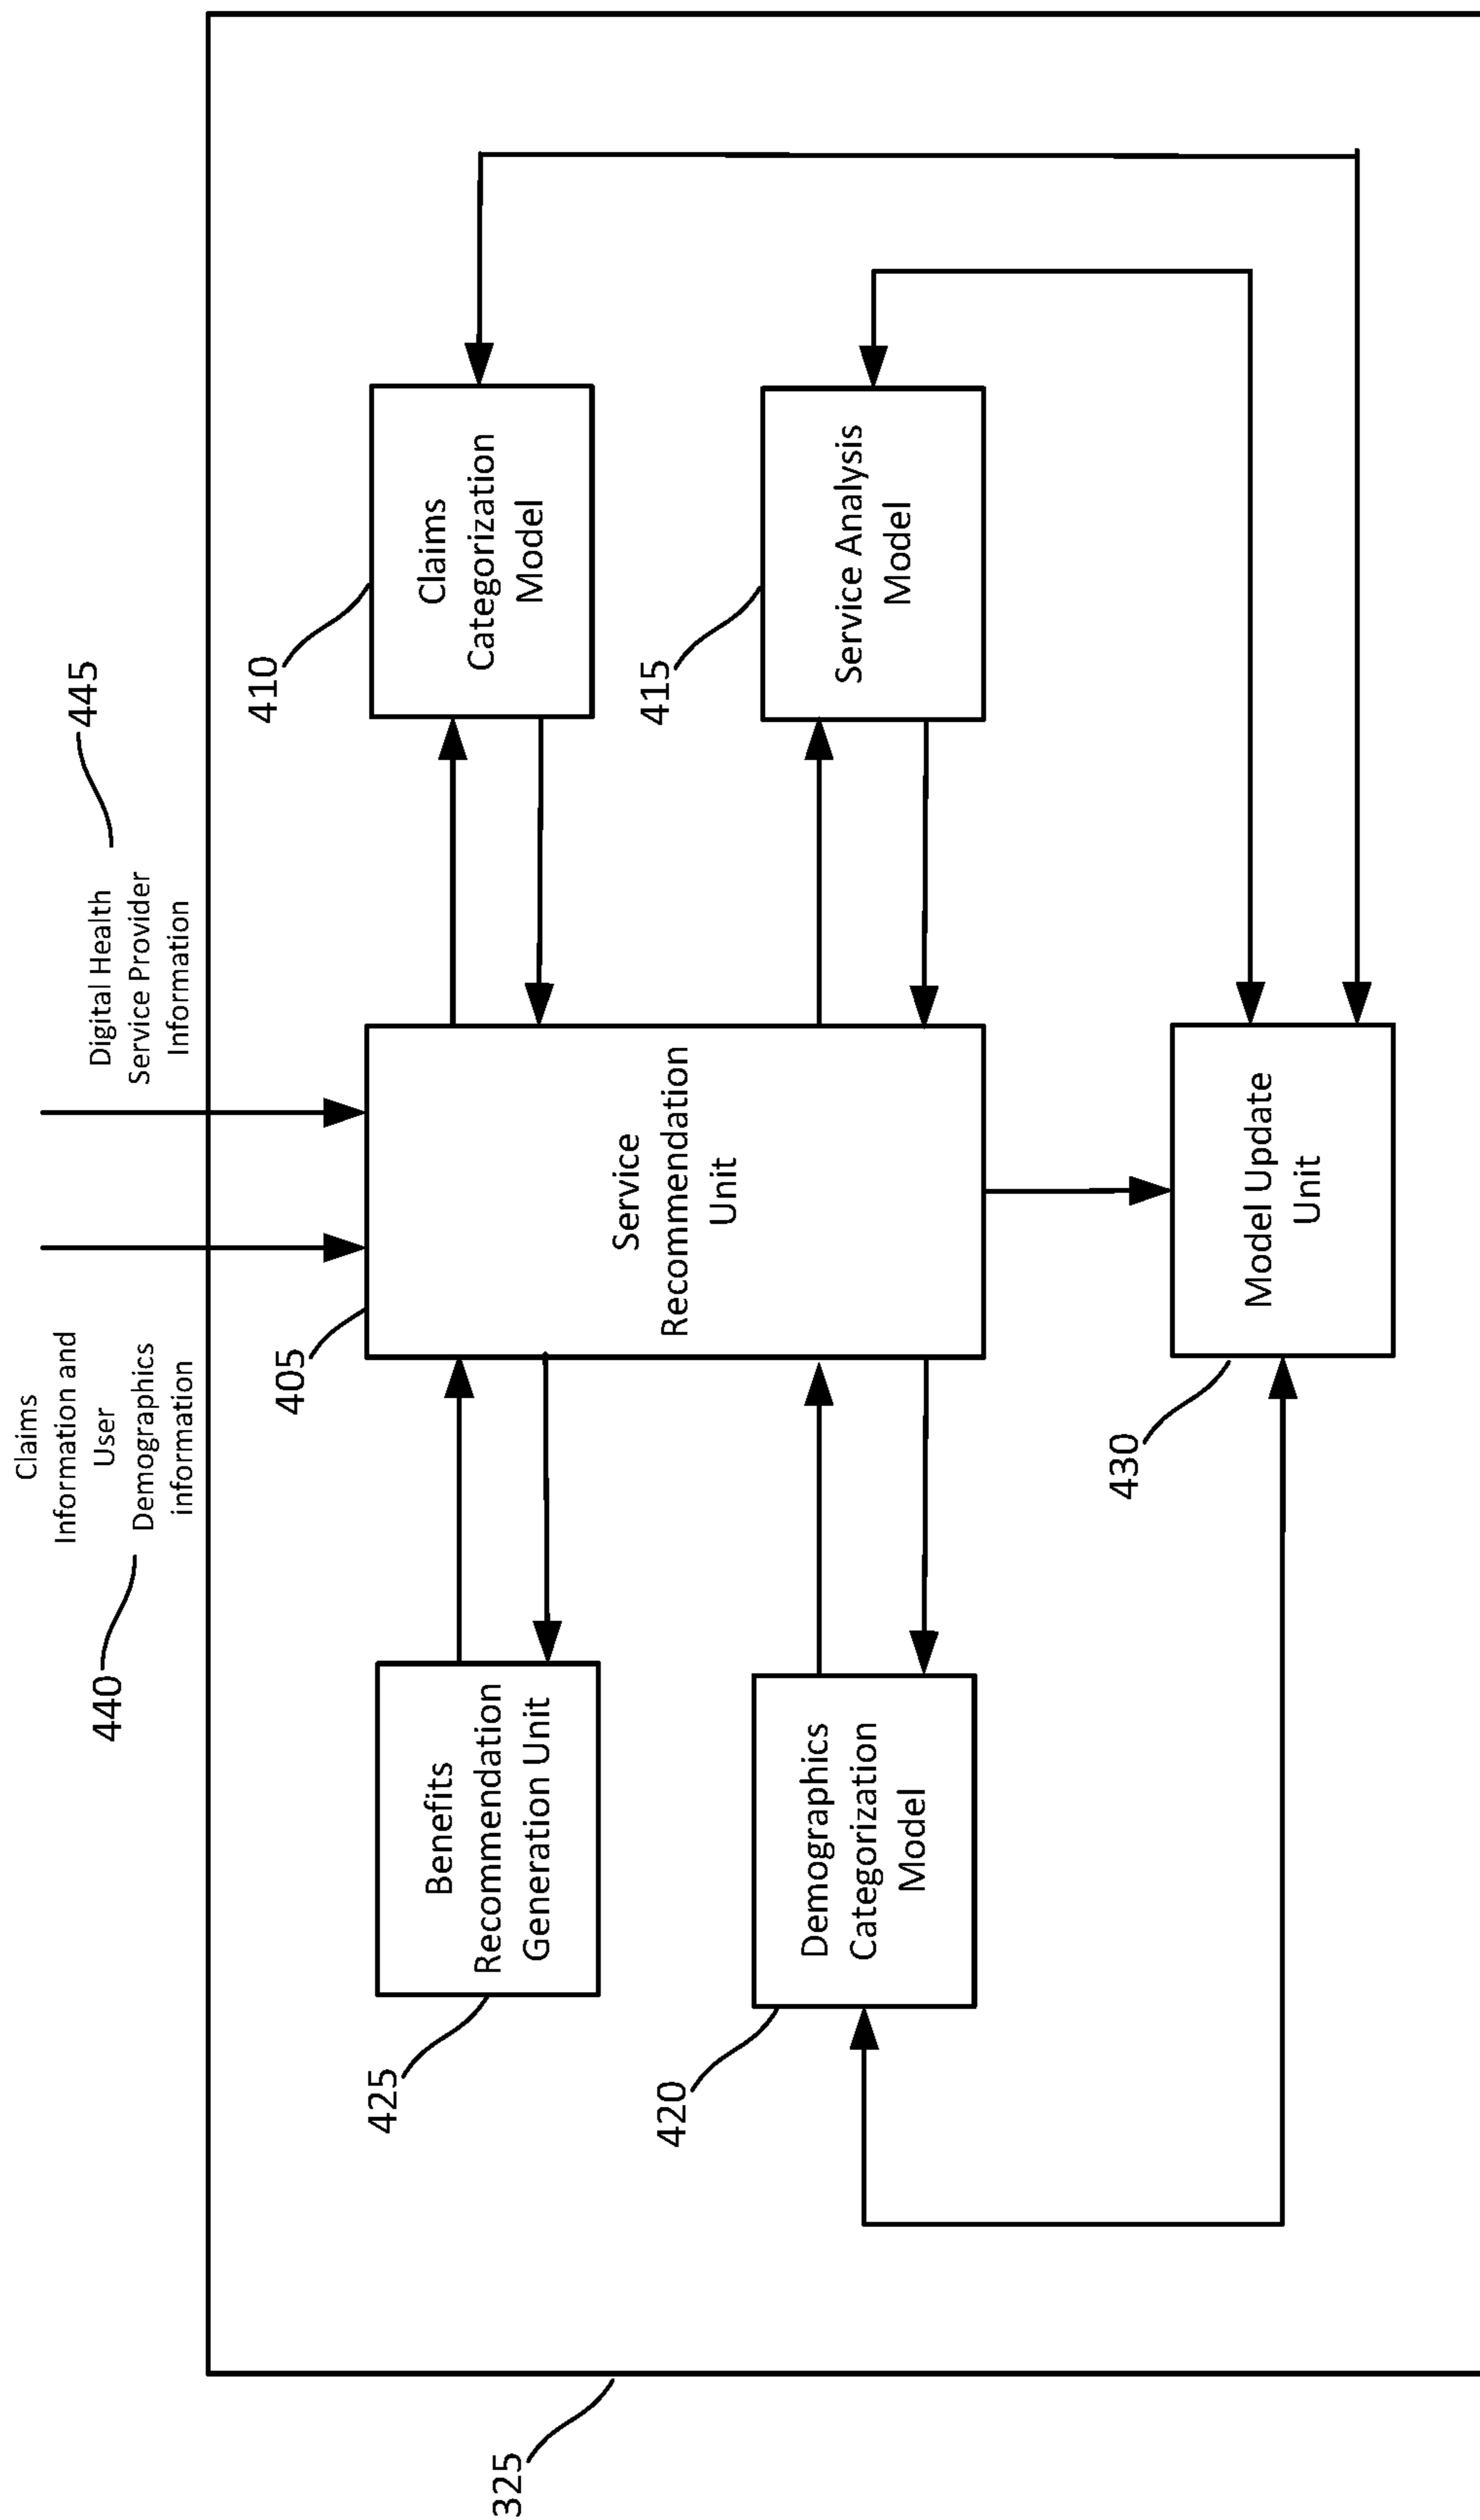 Claims
Information and
User
Demographics
information
440
Digital Health
Service Provider
Information
445
325
405
Service
Recommendation
Unit
425
Benefits
Recommendation
Generation Unit
410
Claims
Categorization
Model
420
Demographics
Categorization
Model
415
Service Analysis
Model
430
Model Update
Unit